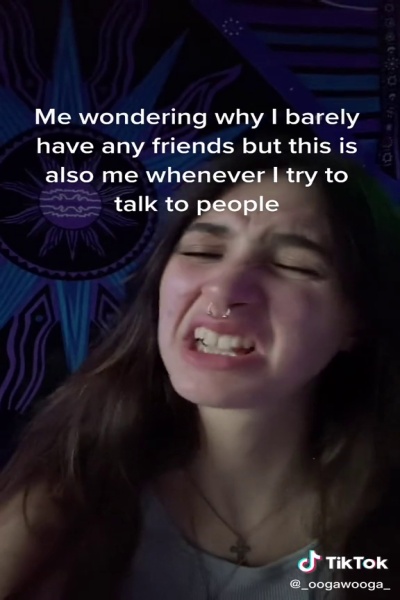 Me wondering why I barely
have any friends but this is
also me whenever I try to
talk to people
TikTok
@_oogawooga_